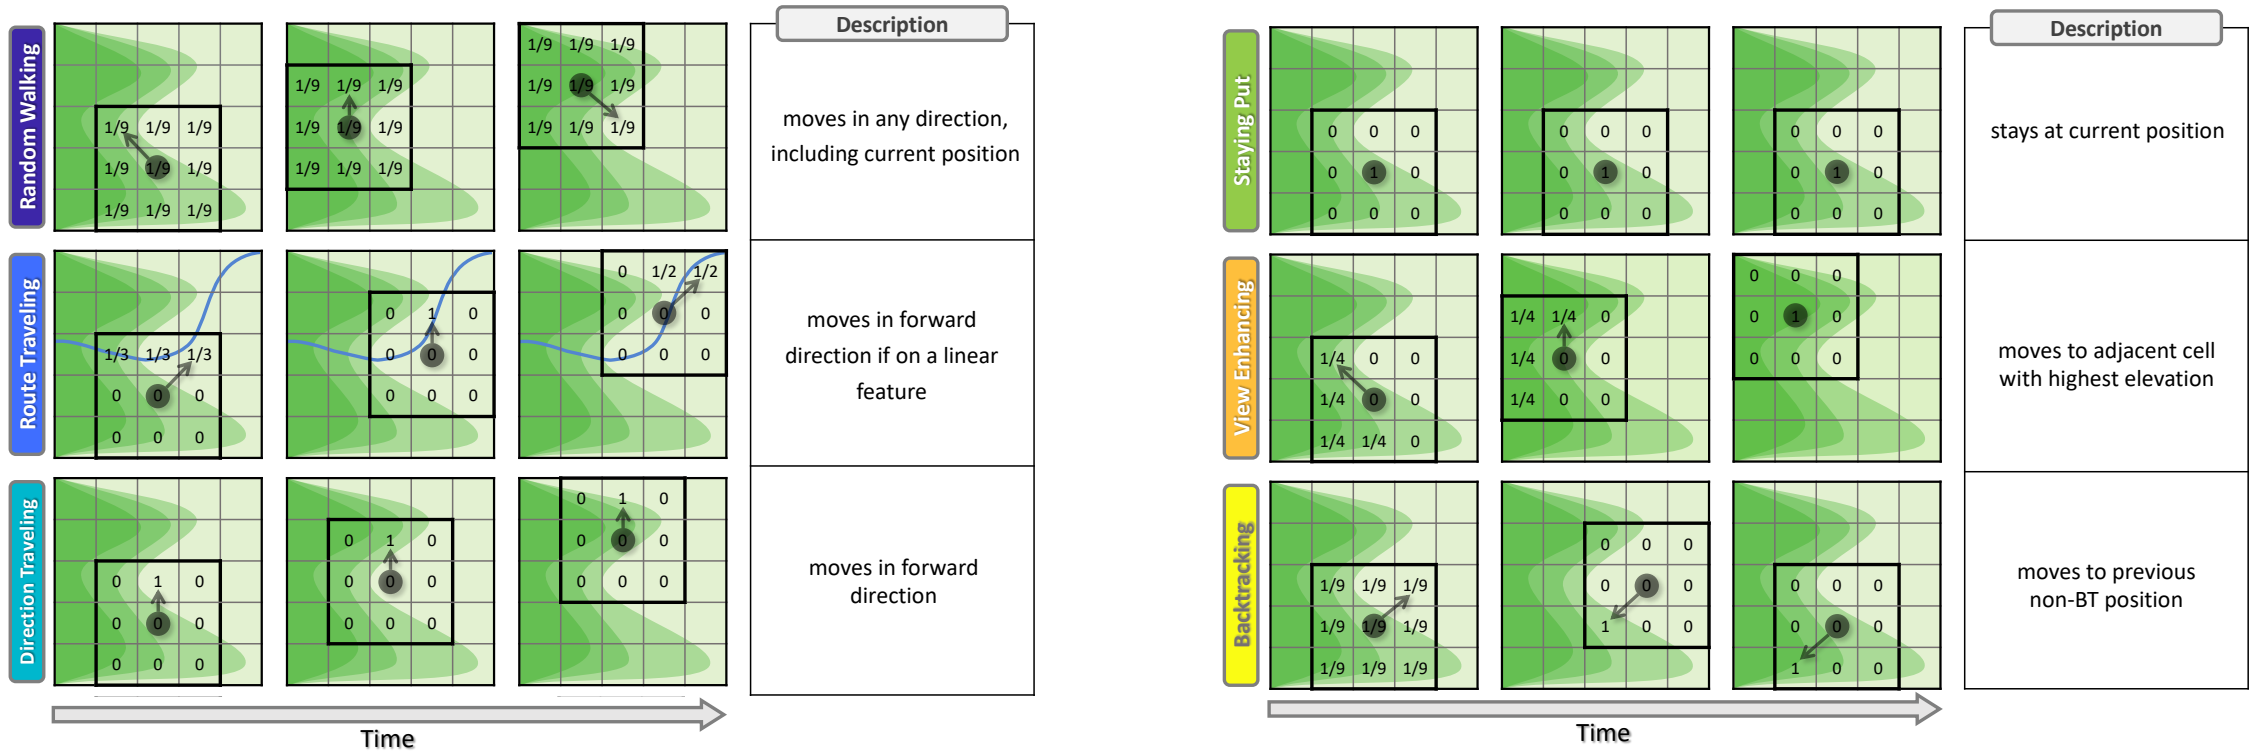 Description
Random Walking
1/9 1/9 1/9
1/9 1/9 1/9
1/9 1/9 1/9
1/9 1/9 1/9
1/9 1/9 1/9
1/9 1/9 1/9
1/9 1/9 1/9
1/9 1/9 1/9
1/9 1/9 1/9
moves in any direction,
including current position
Route Traveling
1/3 1/3 1/3
0 0 0
0 0 0
0 1 0
0 0 0
0 0 0
0 1/2 1/2
0 0 0
0 0 0
moves in forward
direction if on a linear
feature
Direction Traveling
0 1 0
0 0 0
0 0 0
0 1 0
0 0 0
0 0 0
0 1 0
0 0 0
0 0 0
moves in forward
direction
Time
Description
Staying Put
0 0 0
0 1 0
0 0 0
0 0 0
0 1 0
0 0 0
0 0 0
0 1 0
0 0 0
stays at current position
View Enhancing
1/4 0 0
1/4 0 0
1/4 1/4 0
1/4 1/4 0
1/4 0 0
1/4 0 0
0 0 0
0 1 0
0 0 0
moves to adjacent cell
with highest elevation
Backtracking
1/9 1/9 1/9
1/9 1/9 1/9
1/9 1/9 1/9
0 0 0
0 0 0
1 0 0
0 0 0
0 0 0
1 0 0
moves to previous
non-BT position
Time